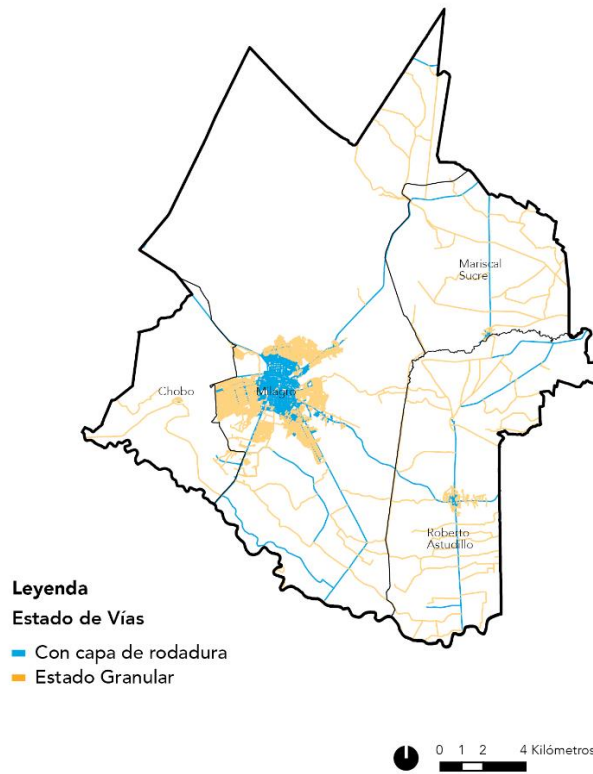 Mariscal
Sucre
Chobo
Milagro
Roberto
Astudillo
Leyenda
Estado de Vías
Con capa de rodadura
Estado Granular
0 1 2 4 Kilómetros